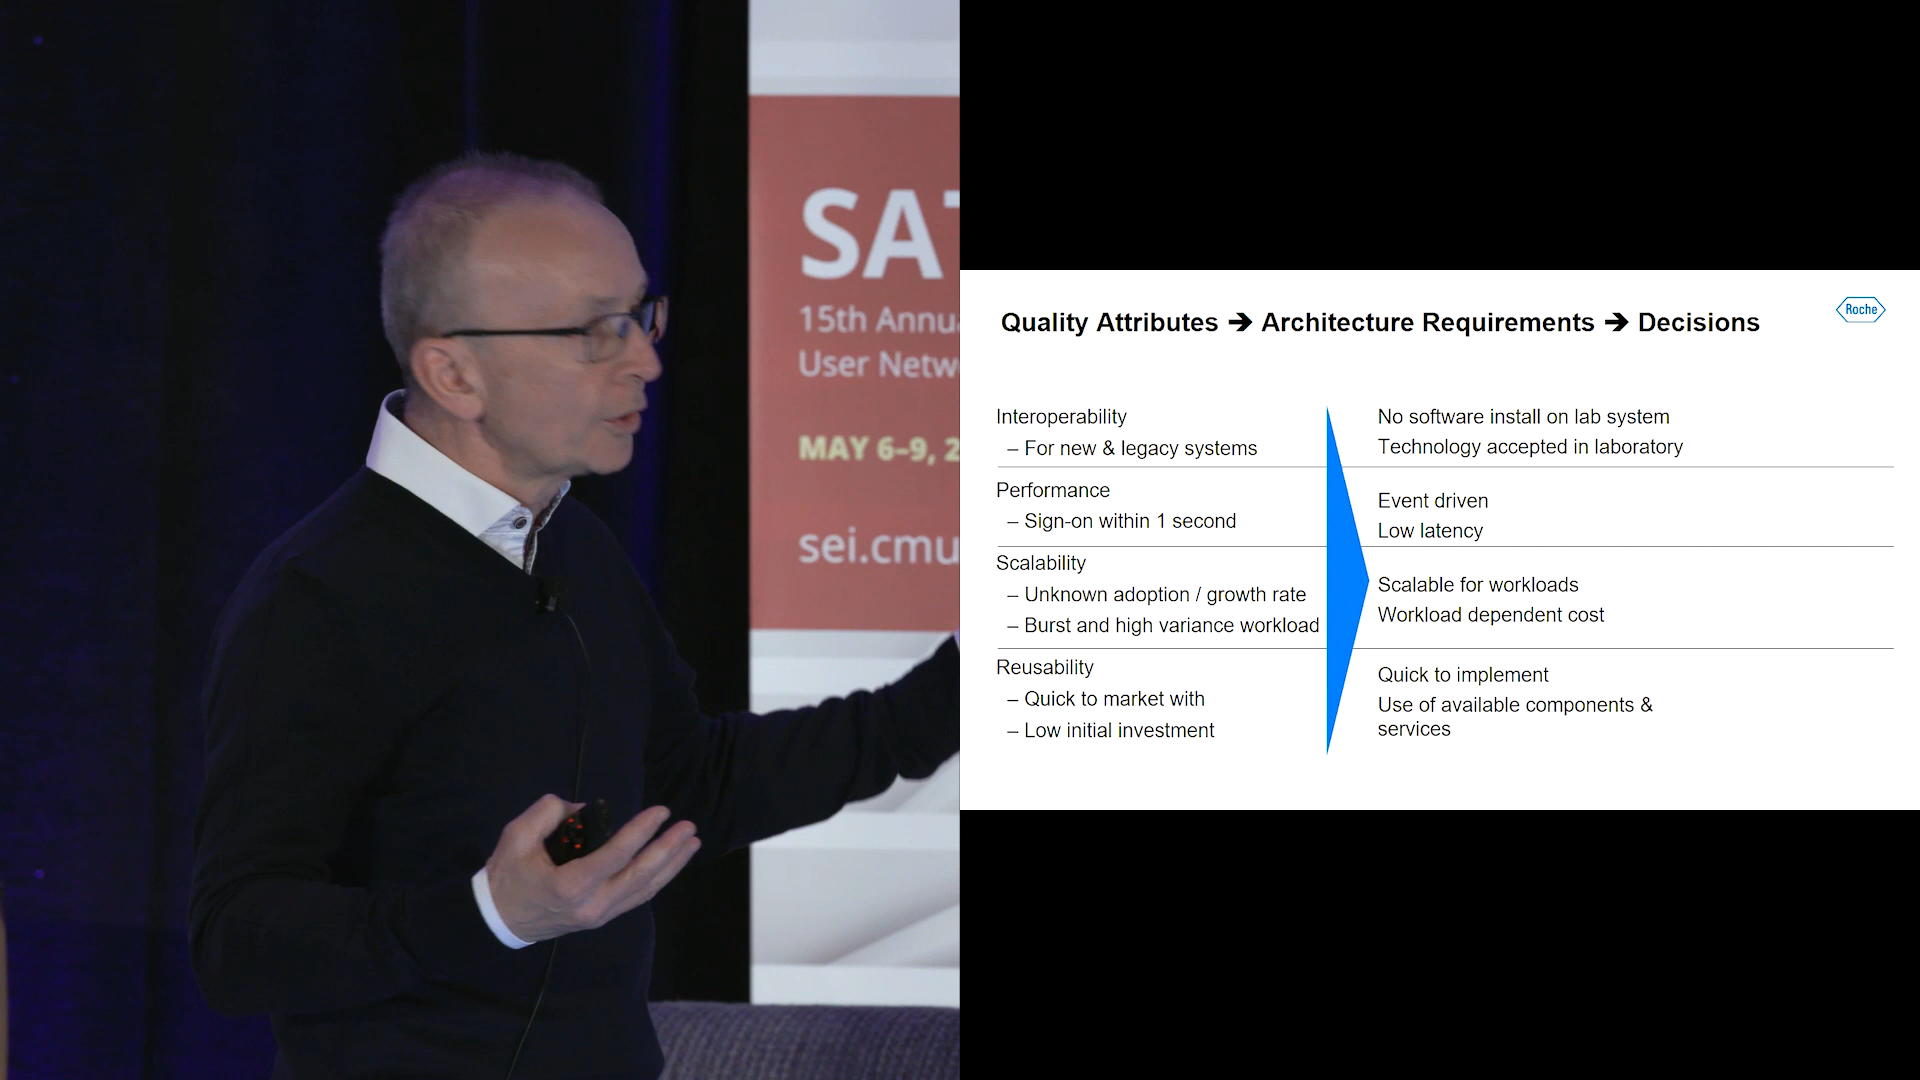 SAT
15th Annu
User Netw
MAY 6–9, 2
sei.cmu
Quality Attributes ➔ Architecture Requirements ➔ Decisions
Roche
Interoperability
– For new & legacy systems
No software install on lab system
Technology accepted in laboratory
Performance
– Sign-on within 1 second
Event driven
Low latency
Scalability
– Unknown adoption / growth rate
– Burst and high variance workload
Scalable for workloads
Workload dependent cost
Reusability
– Quick to market with
– Low initial investment
Quick to implement
Use of available components &
services